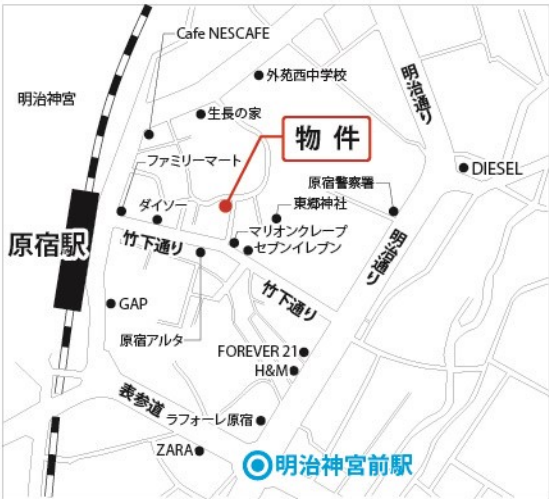 Cafe NESCAFE
外苑西中学校
明治通り
明治神宮
生長の家
物件
ファミリーマート
原宿警察署
DIESEL
ダイソー
東郷神社
原宿駅
竹下通り
マリオンクレープ
セブンイレブン
明治通り
竹下通り
GAP
原宿アルタ
FOREVER 21
H&M
表参道
ラフォーレ原宿
ZARA
明治神宮前駅